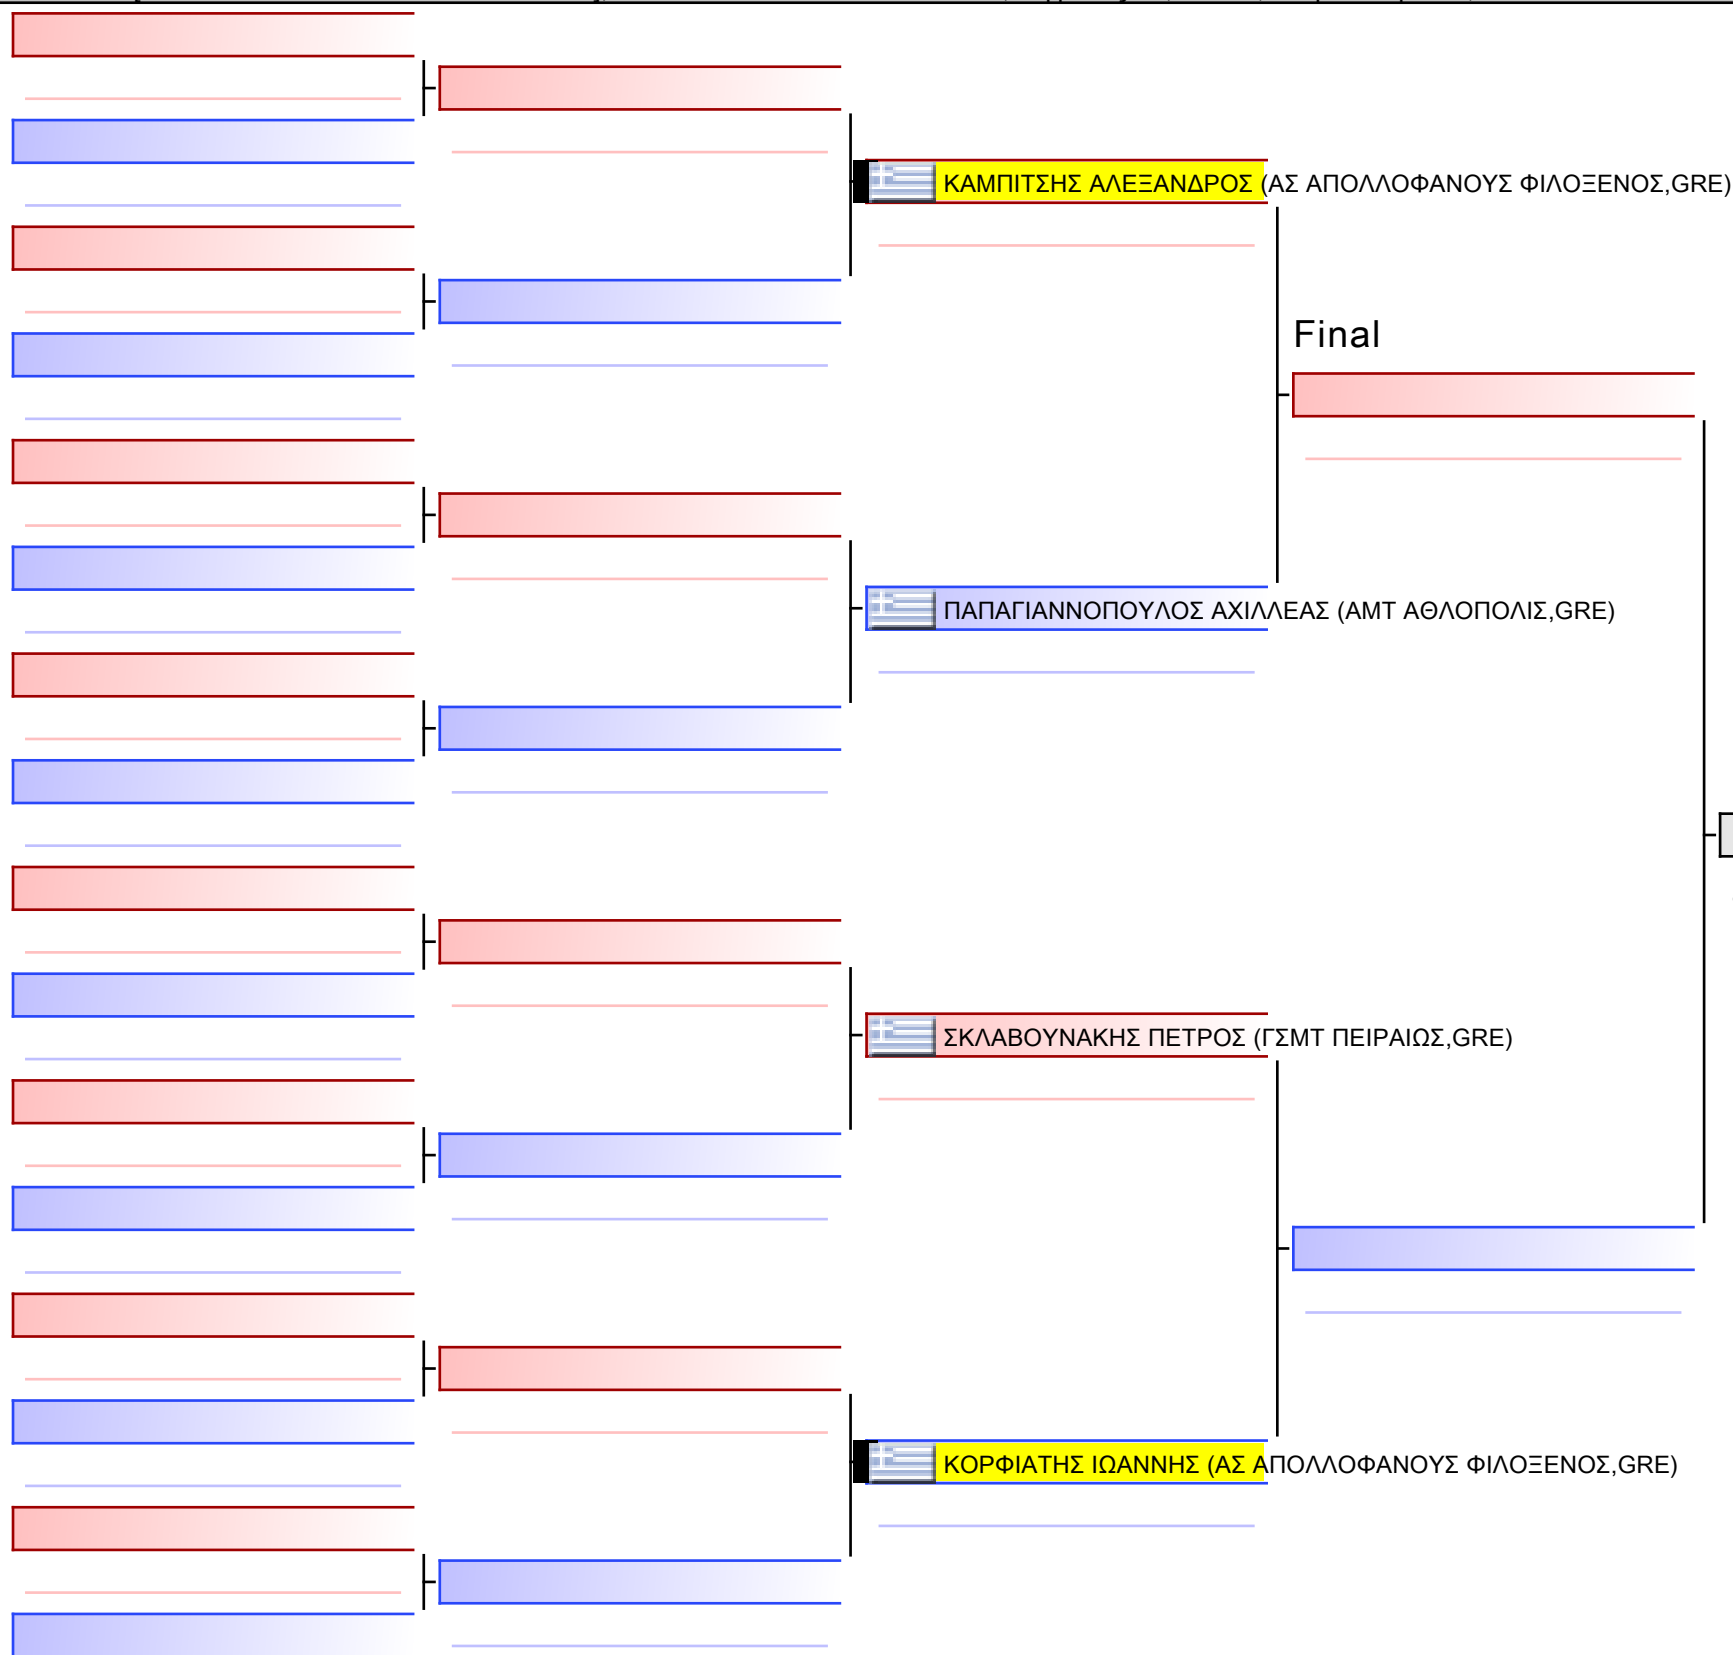 ΚΑΜΠΙΤΣΗΣ ΑΛΕΞΑΝΔΡΟΣ (ΑΣ ΑΠΟΛΛΟΦΑΝΟΥΣ ΦΙΛΟΞΕΝΟΣ,GRE)
Final
ΠΑΠΑΓΙΑΝΝΟΠΟΥΛΟΣ ΑΧΙΛΛΕΑΣ (ΑΜΤ ΑΘΛΟΠΟΛΙΣ,GRE)
ΣΚΛΑΒΟΥΝΑΚΗΣ ΠΕΤΡΟΣ (ΓΣΜΤ ΠΕΙΡΑΙΩΣ,GRE)
ΚΟΡΦΙΑΤΗΣ ΙΩΑΝΝΗΣ (ΑΣ ΑΠΟΛΛΟΦΑΝΟΥΣ ΦΙΛΟΞΕΝΟΣ,GRE)